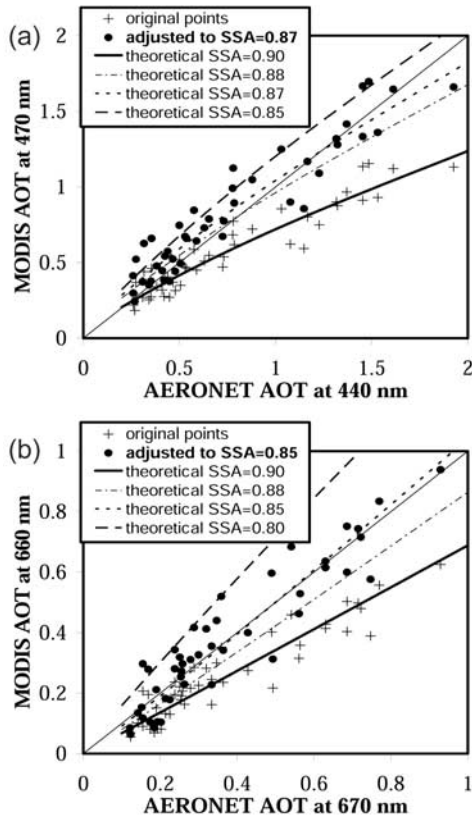 (a)
original points
adjusted to SSA=0.87
theoretical SSA=0.90
theoretical SSA=0.88
theoretical SSA=0.87
theoretical SSA=0.85
MODIS AOT at 470 nm
2
1.5
1
0.5
0
0 0.5 1 1.5 2
AERONET AOT at 440 nm
(b)
original points
adjusted to SSA=0.85
theoretical SSA=0.90
theoretical SSA=0.88
theoretical SSA=0.85
theoretical SSA=0.80
MODIS AOT at 660 nm
1
0.8
0.6
0.4
0.2
0
0 0.2 0.4 0.6 0.8 1
AERONET AOT at 670 nm